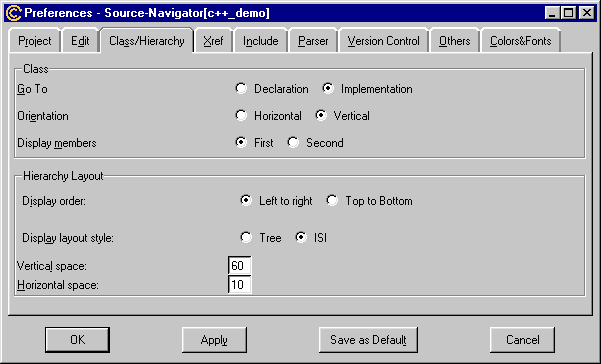 Preferences - Source-Navigator[c++_demo]
Project Edit Class/Hierarchy Xref Include Parser Version Control Others Colors&Fonts
Class
Go To Declaration Implementation
Orientation Horizontal Vertical
Display members First Second
Hierarchy Layout
Display order: Left to right Top to Bottom
Display layout style: Tree ISI
Vertical space: 60
Horizontal space: 10
OK Apply Save as Default Cancel